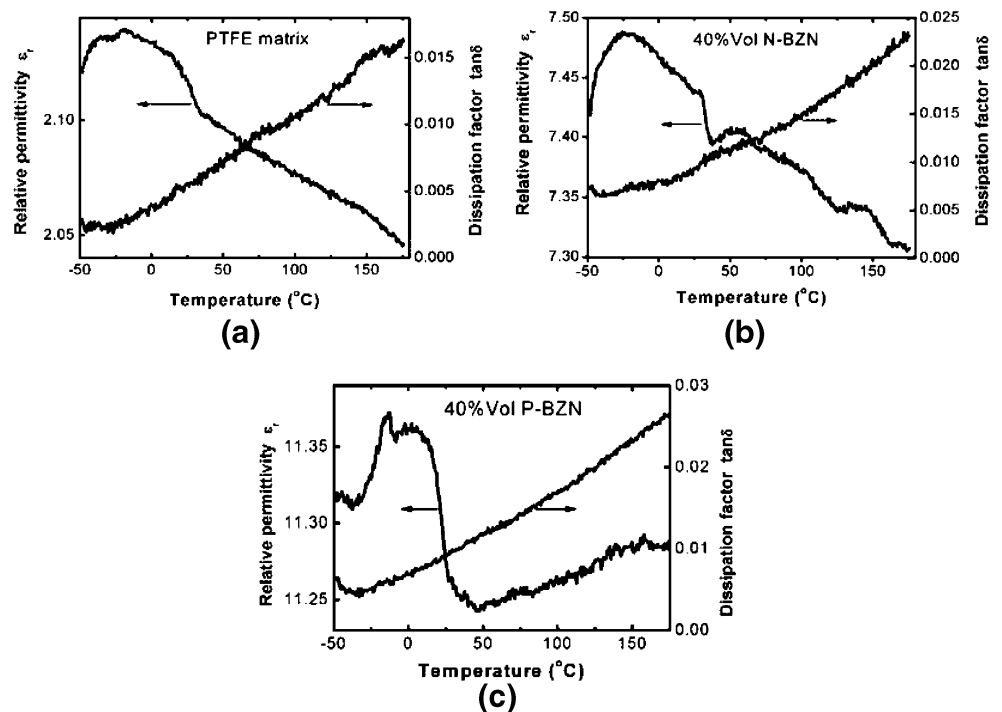 PTFE matrix
Relative permittivity εr
2.10
2.05
0.015
0.010
0.005
0.000
Dissipation factor tanδ
-50 0 50 100 150
Temperature (°C)
(a)
40%Vol N-BZN
Relative permittivity εr
7.50
7.45
7.40
7.35
7.30
0.025
0.020
0.015
0.010
0.005
0.000
Dissipation factor tanδ
-50 0 50 100 150
Temperature (°C)
(b)
40%Vol P-BZN
Relative permittivity εr
11.35
11.30
11.25
0.03
0.02
0.01
0.00
Dissipation factor tanδ
-50 0 50 100 150
Temperature (°C)
(c)